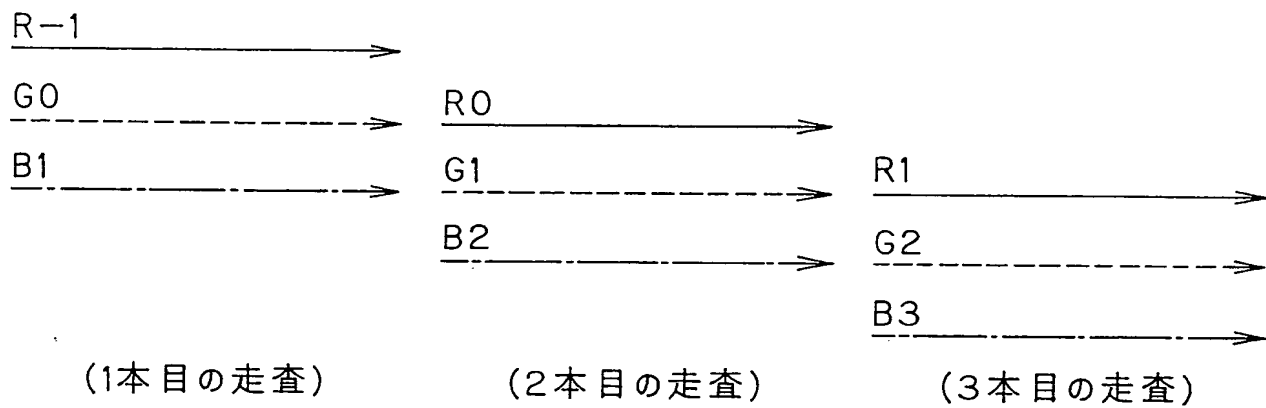 R-1
G0
B1
R0
G1
B2
R1
G2
B3
(1本目の走査)
(2本目の走査)
(3本目の走査)